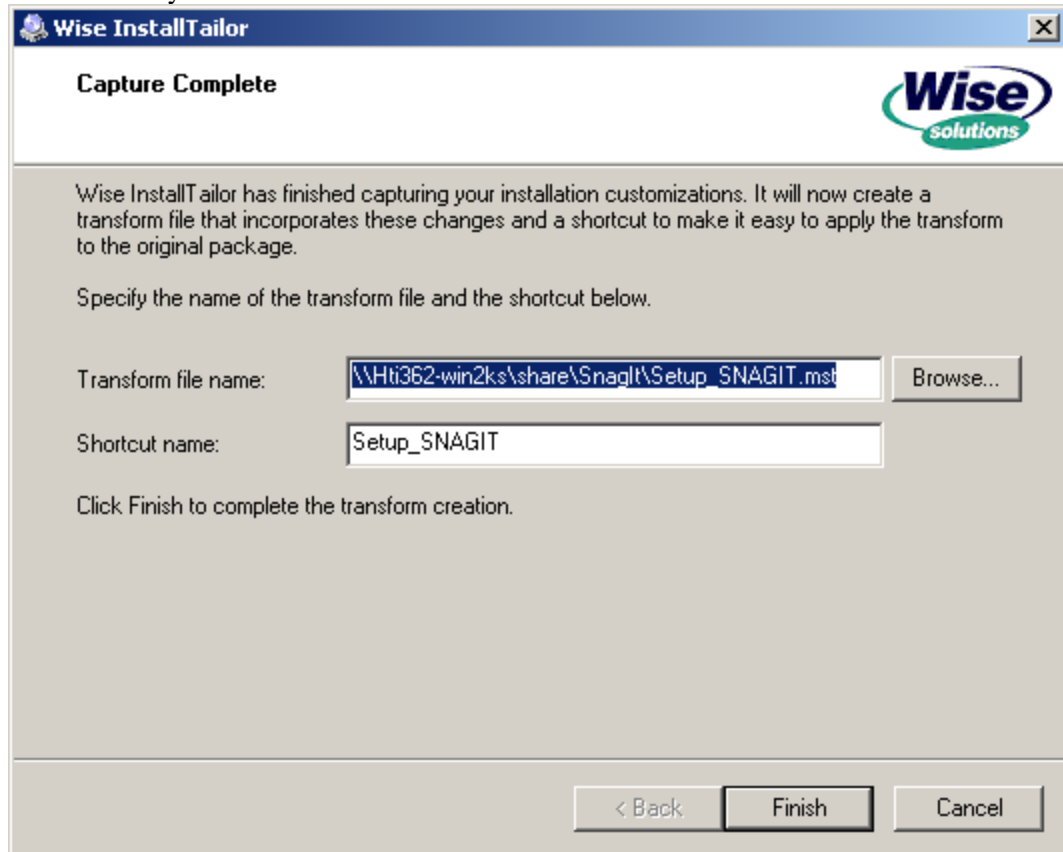 Wise InstallTailor
Capture Complete
Wise
solutions
Wise InstallTailor has finished capturing your installation customizations. It will now create a
transform file that incorporates these changes and a shortcut to make it easy to apply the transform
to the original package.
Specify the name of the transform file and the shortcut below.
Transform file name:
\\Hti362-win2ks\share\SnagIt\Setup_SNAGIT.mst
Browse...
Shortcut name:
Setup_SNAGIT
Click Finish to complete the transform creation.
< Back
Finish
Cancel